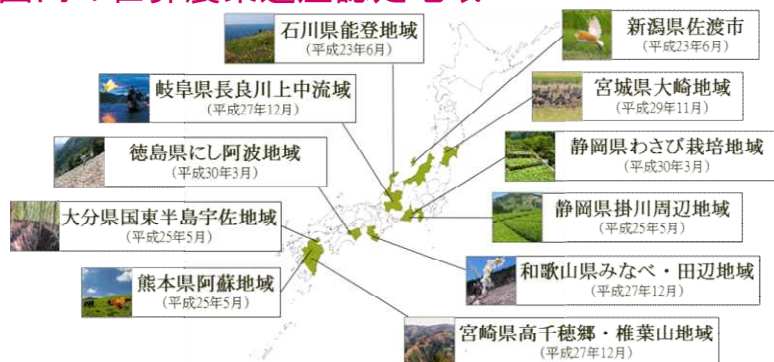 国内の世界農業遺産認定地域
石川県能登地域
(平成23年6月)
新潟県佐渡市
(平成23年6月)
岐阜県長良川上中流域
(平成27年12月)
宮城県大崎地域
(平成29年11月)
徳島県にし阿波地域
(平成30年3月)
静岡県わさび栽培地域
(平成30年3月)
大分県国東半島宇佐地域
(平成25年5月)
静岡県掛川周辺地域
(平成25年5月)
熊本県阿蘇地域
(平成25年5月)
和歌山県みなべ・田辺地域
(平成27年12月)
宮崎県高千穂郷・椎葉山地域
(平成27年12月)